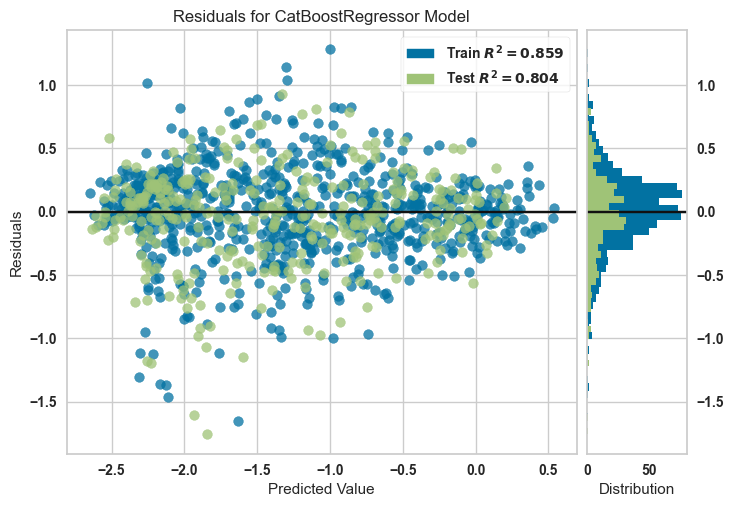 Residuals for CatBoostRegressor Model
Train R² = 0.859
Test R² = 0.804
Residuals
1.0
0.5
0.0
−0.5
−1.0
−1.5
−2.5 −2.0 −1.5 −1.0 −0.5 0.0 0.5
Predicted Value
1.0
0.5
0.0
−0.5
−1.0
−1.5
0 50
Distribution